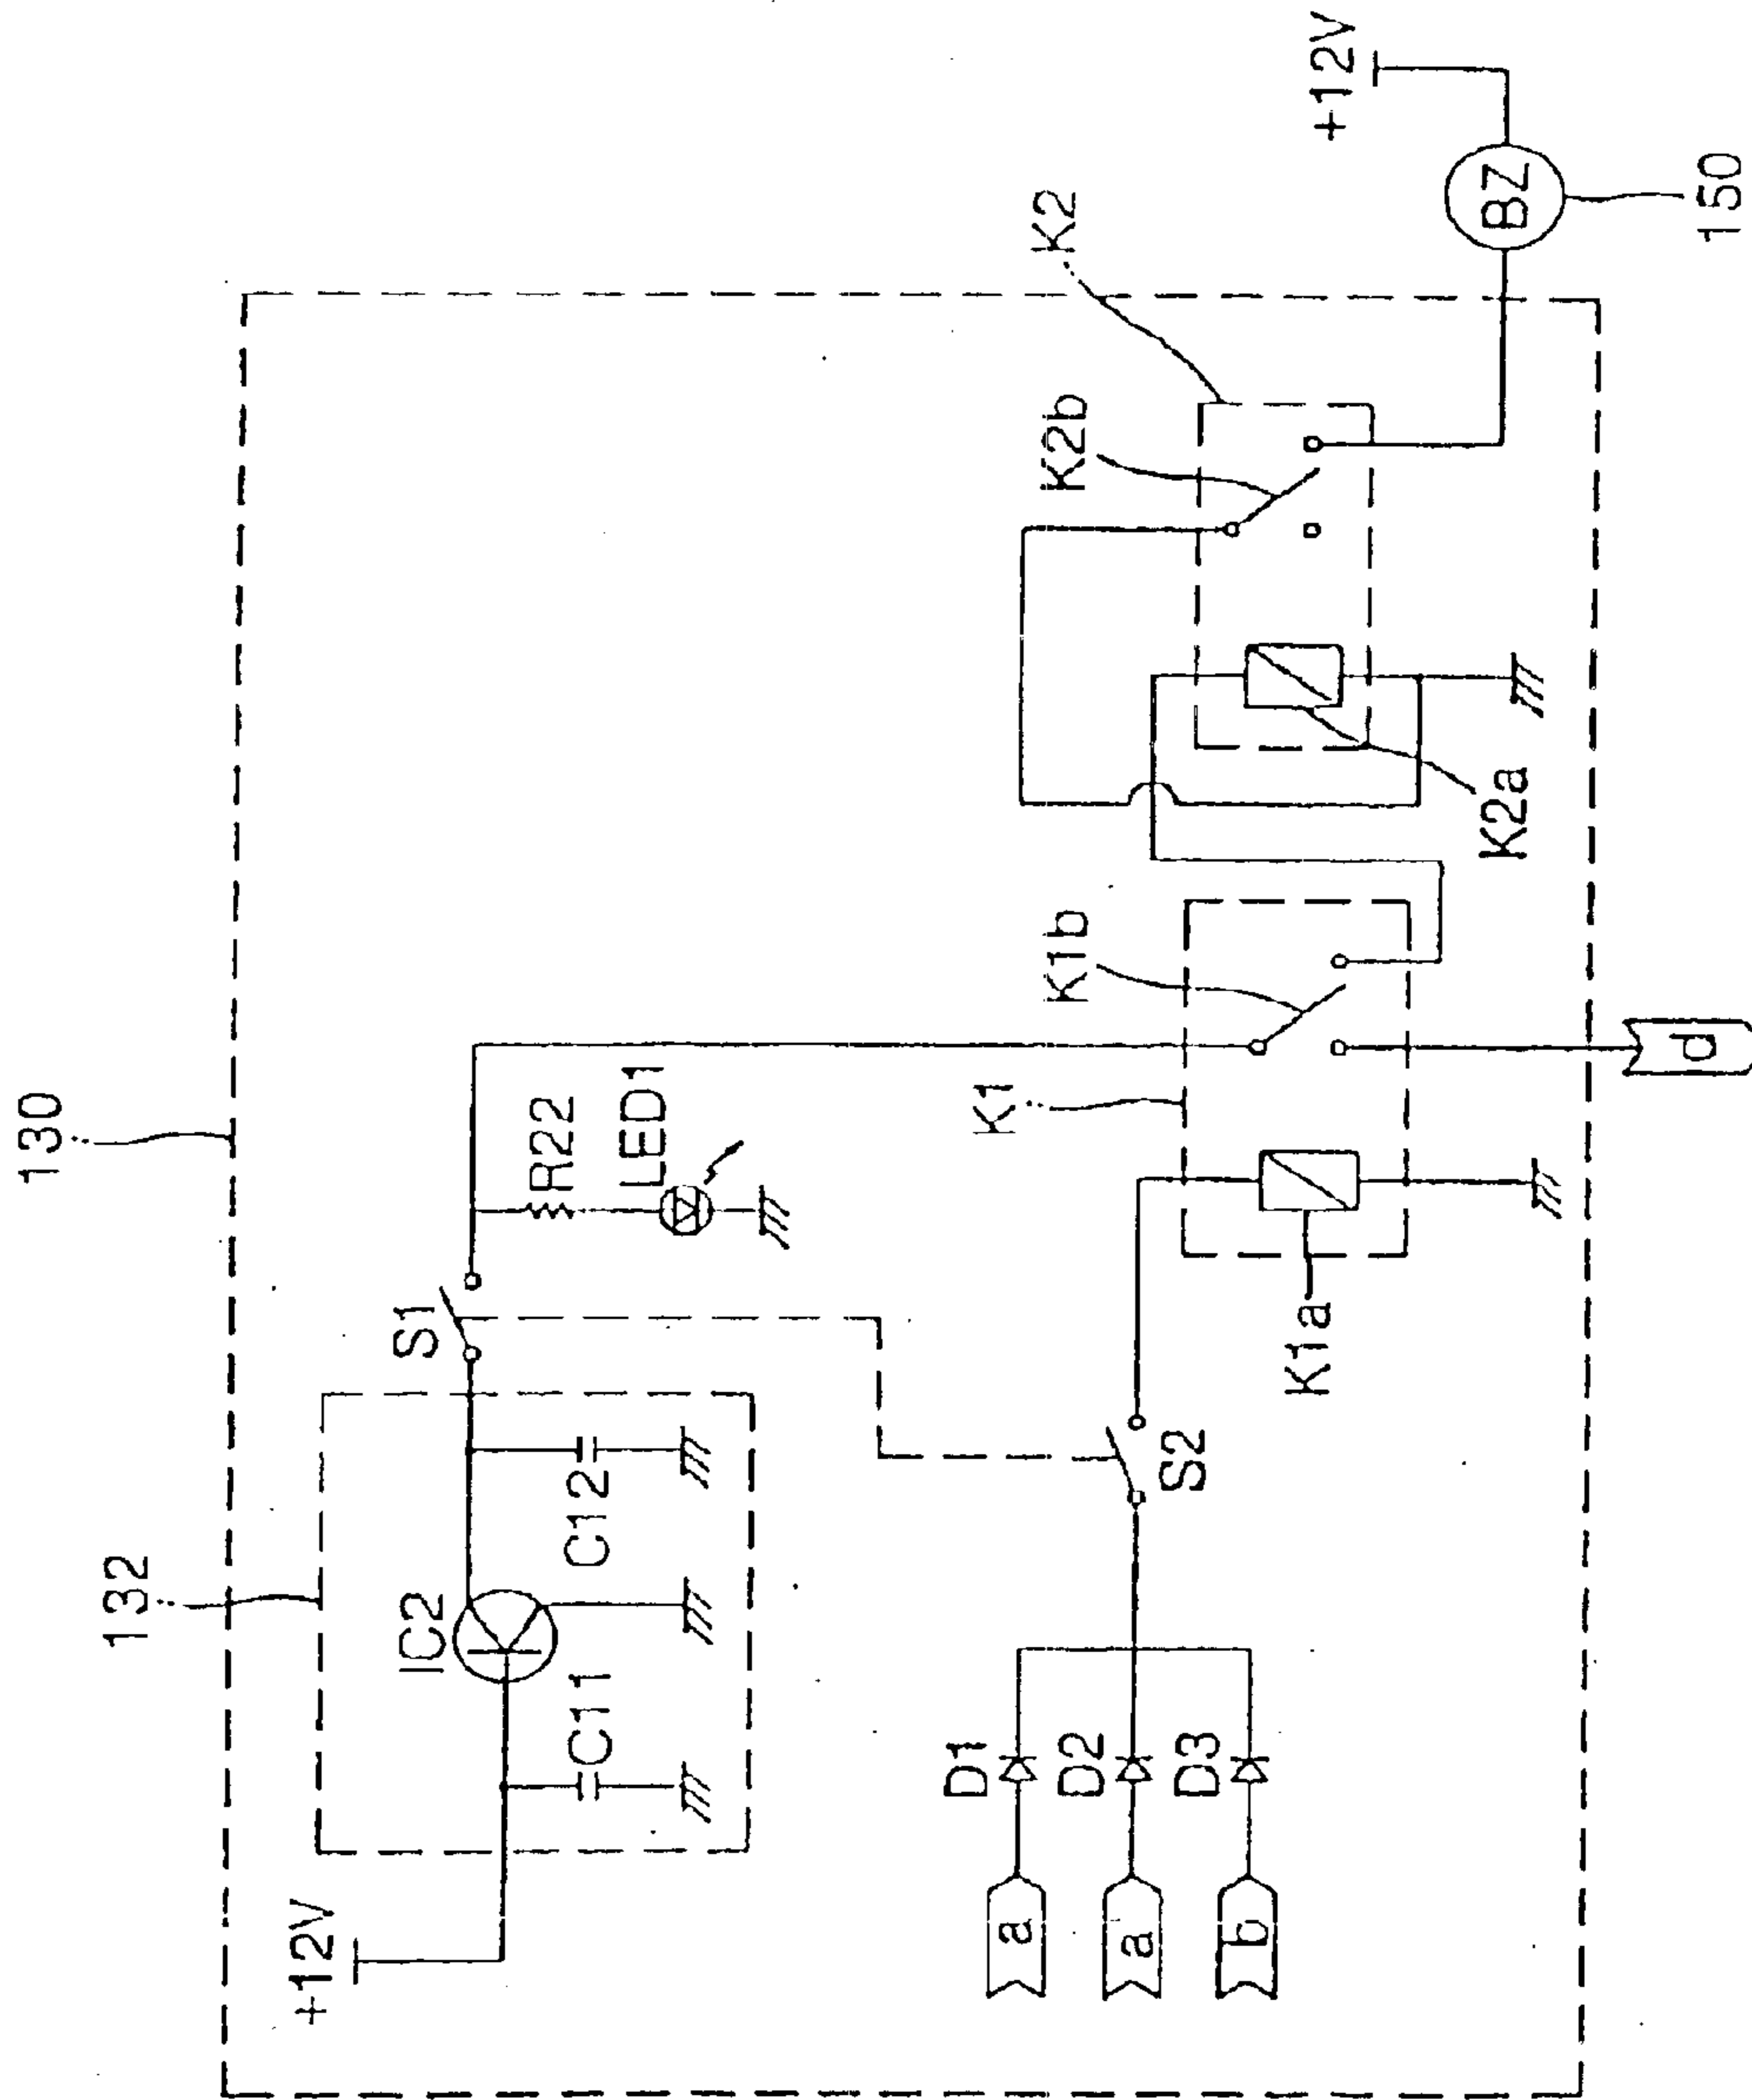 130
132
+12V
IC2
C11
C12
S1
R22
LED1
D1
D2
D3
a
a
b
S2
K1
K1a
K1b
d
K2
K2a
K2b
+12V
BZ
150